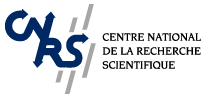 CNRS
CENTRE NATIONAL
DE LA RECHERCHE
SCIENTIFIQUE